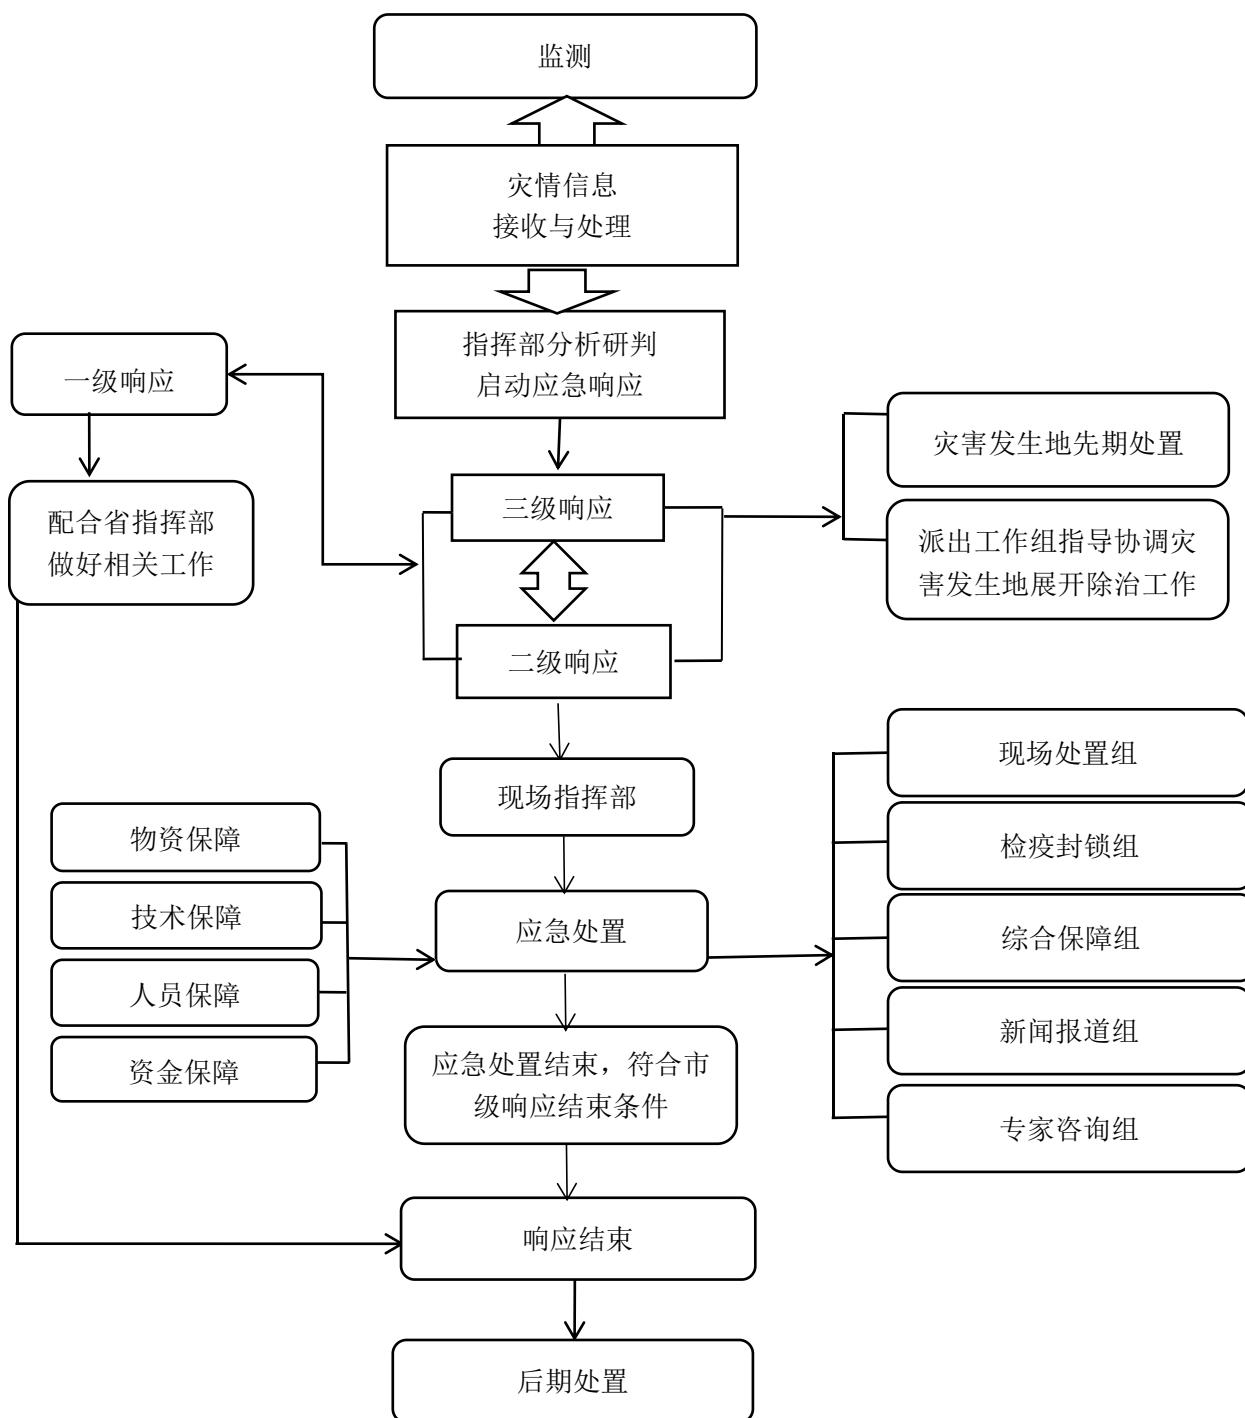 监测
灾情信息
接收与处理
指挥部分析研判
启动应急响应
一级响应
配合省指挥部
做好相关工作
三级响应
二级响应
灾害发生地先期处置
派出工作组指导协调灾
害发生地展开除治工作
现场指挥部
物资保障
技术保障
人员保障
资金保障
应急处置
现场处置组
检疫封锁组
综合保障组
新闻报道组
专家咨询组
应急处置结束，符合市
级响应结束条件
响应结束
后期处置